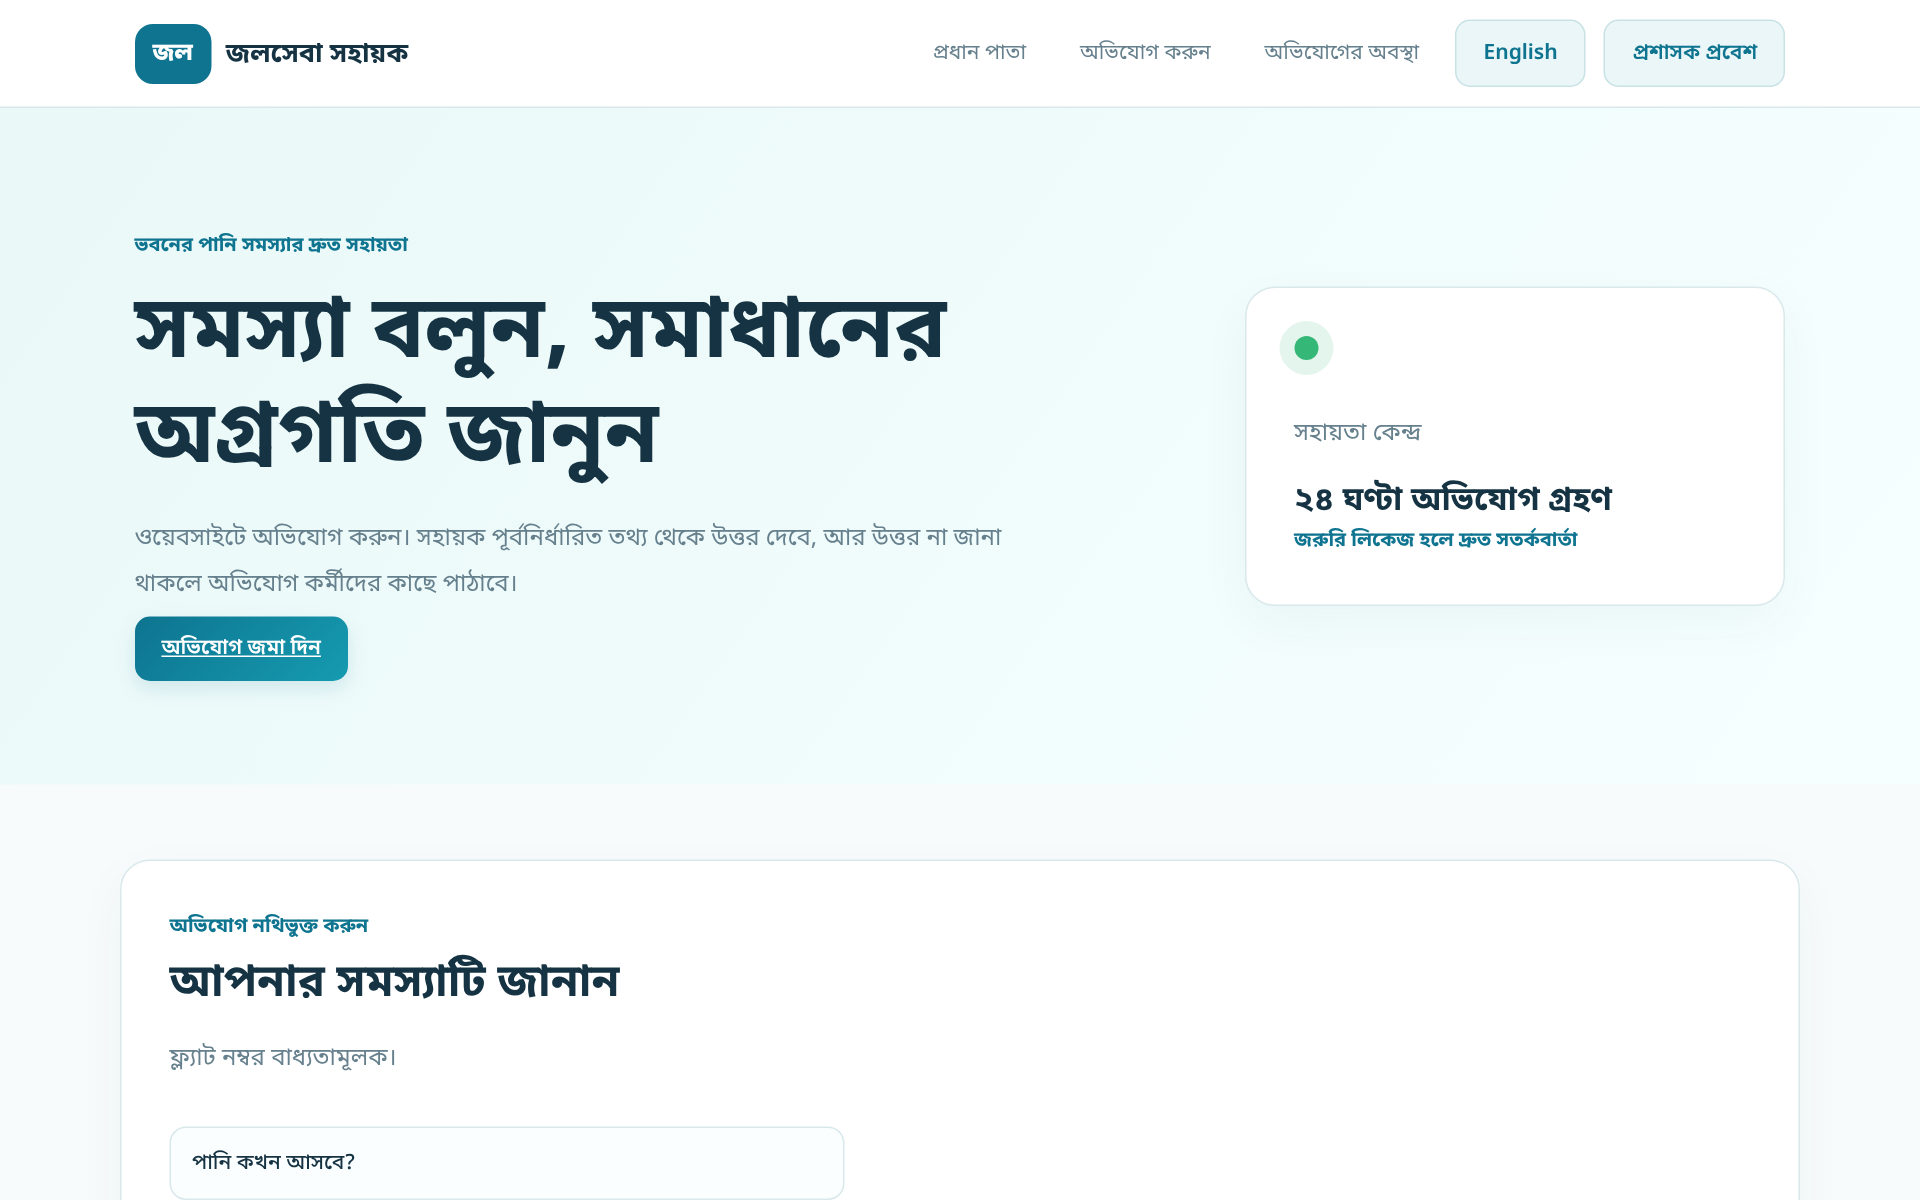 জল জলসেবা সহায়ক প্রধান পাতা অভিযোগ করুন অভিযোগের অবস্থা English প্রশাসক প্রবেশ
ভবনের পানি সমস্যার দ্রুত সহায়তা
সমস্যা বলুন, সমাধানের
অগ্রগতি জানুন
ওয়েবসাইটে অভিযোগ করুন। সহায়ক পূর্বনির্ধারিত তথ্য থেকে উত্তর দেবে, আর উত্তর না জানা
থাকলে অভিযোগ কর্মীদের কাছে পাঠাবে।
অভিযোগ জমা দিন
সহায়তা কেন্দ্র
২৪ ঘণ্টা অভিযোগ গ্রহণ
জরুরি লিকেজ হলে দ্রুত সতর্কবার্তা
অভিযোগ নথিভুক্ত করুন
আপনার সমস্যাটি জানান
ফ্ল্যাট নম্বর বাধ্যতামূলক।
পানি কখন আসবে?